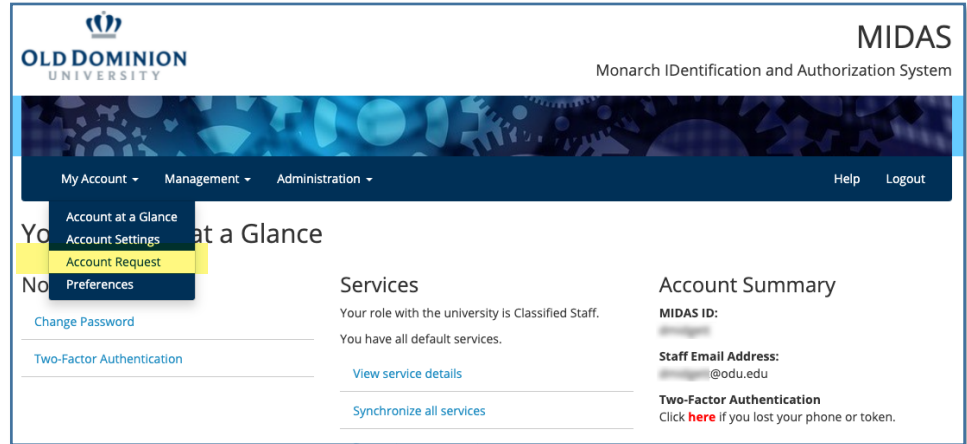 OLD DOMINION
UNIVERSITY
MIDAS
Monarch IDentification and Authorization System
My Account
Management
Administration
Help
Logout
Account at a Glance
Account Settings
Account Request
Preferences
Yo
at a Glance
No
Change Password
Two-Factor Authentication
Services
Your role with the university is Classified Staff.
You have all default services.
View service details
Synchronize all services
Account Summary
MIDAS ID:
Staff Email Address:
@odu.edu
Two-Factor Authentication
Click here if you lost your phone or token.